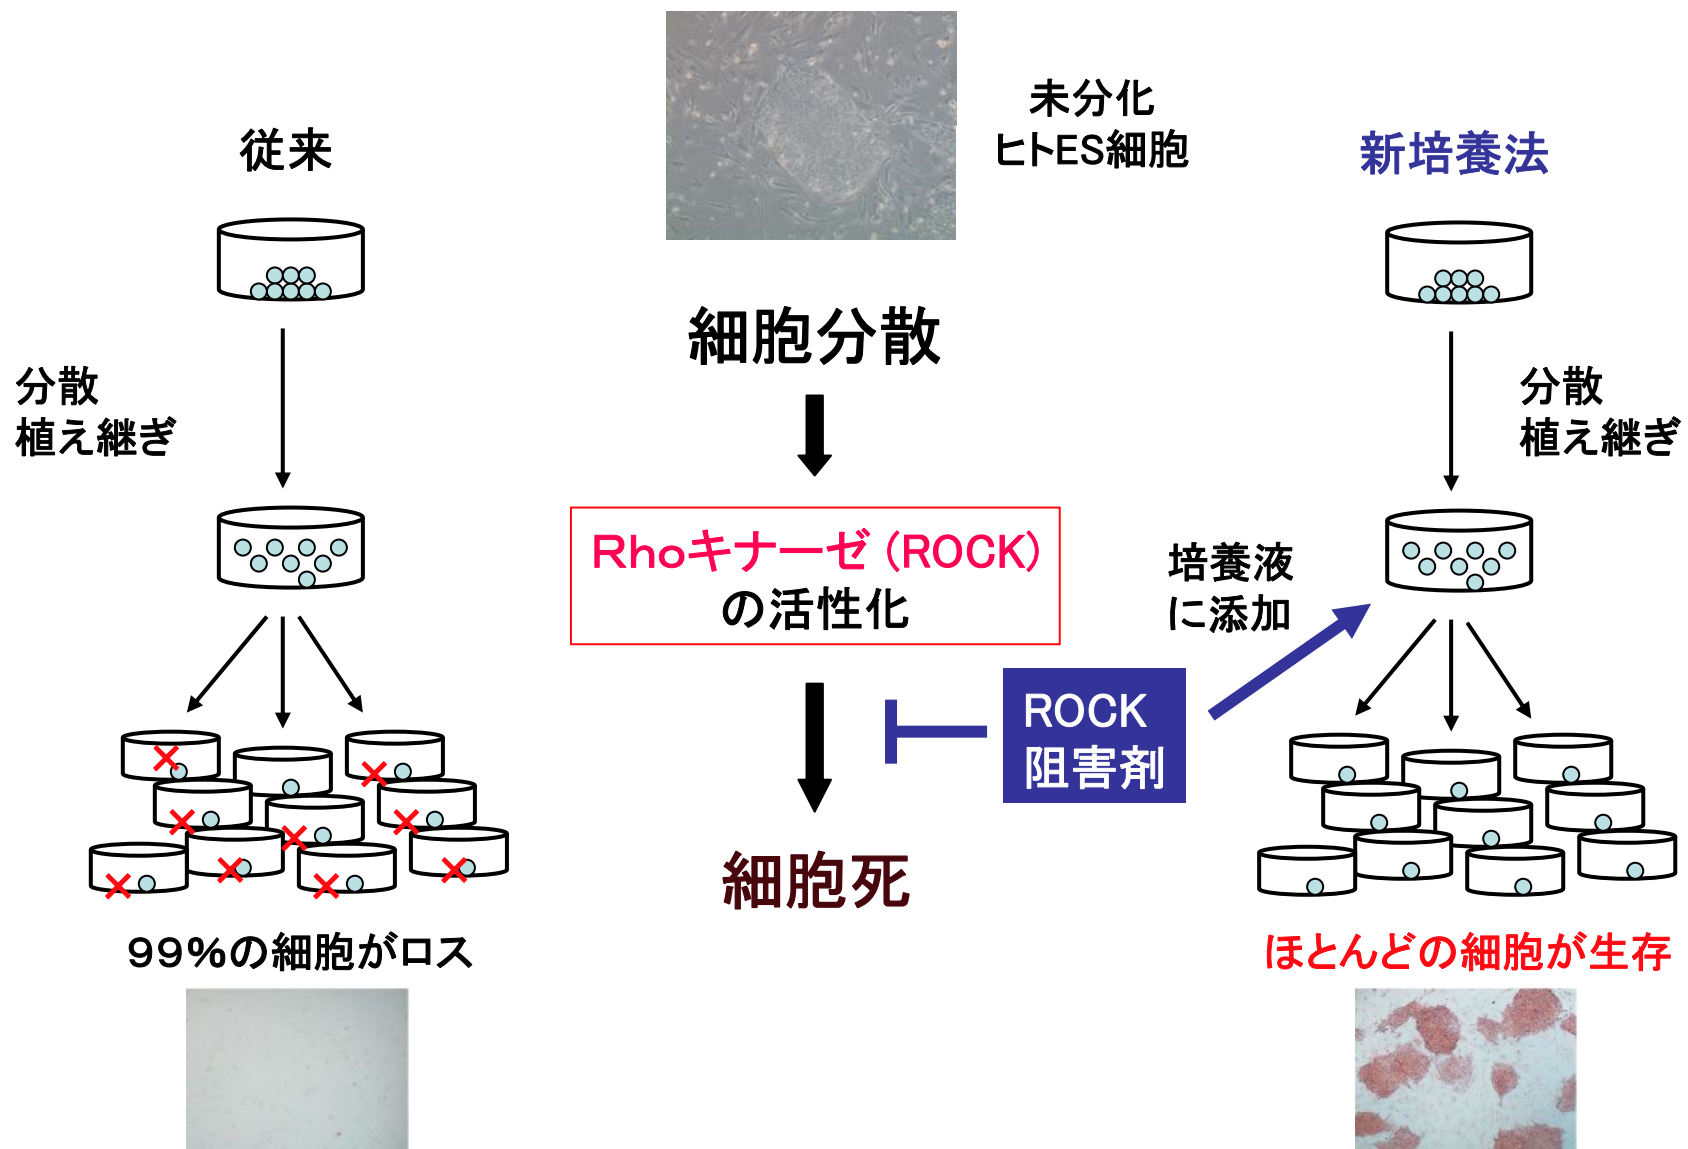 従来
分散
植え継ぎ
99%の細胞がロス
未分化
ヒトES細胞
細胞分散
Rhoキナーゼ(ROCK)
の活性化
細胞死
ROCK
阻害剤
培養液
に添加
新培養法
分散
植え継ぎ
ほとんどの細胞が生存